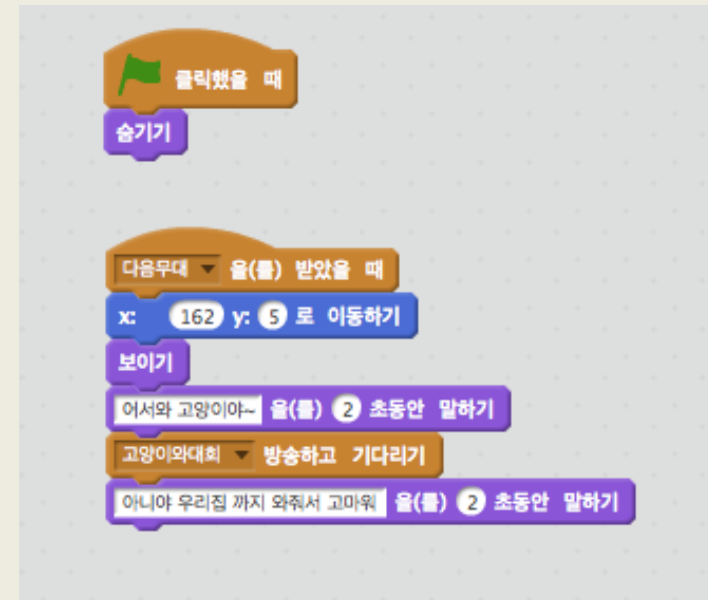 클릭했을 때
숨기기
다음무대 을(를) 받았을 때
x: 162 y: 5 로 이동하기
보이기
어서와 고양이야~ 을(를) 2 초동안 말하기
고양이와대회 방송하고 기다리기
아니야 우리집 까지 와줘서 고마워 을(를) 2 초동안 말하기